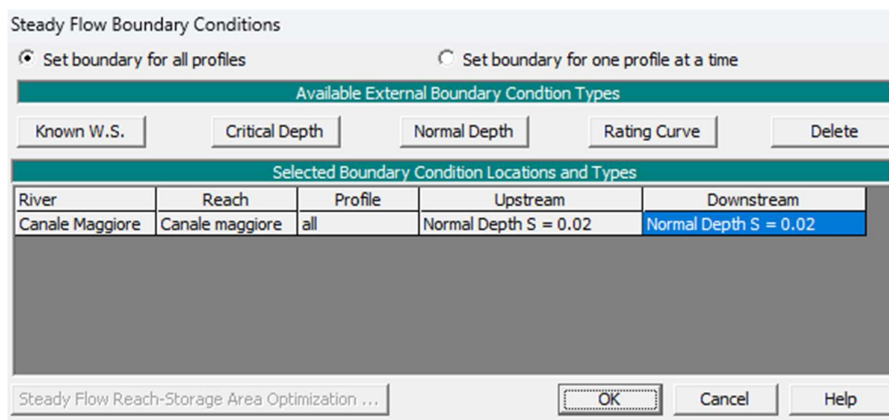 Steady Flow Boundary Conditions
Set boundary for all profiles Set boundary for one profile at a time
Available External Boundary Condtion Types
Known W.S. Critical Depth Normal Depth Rating Curve Delete
Selected Boundary Condition Locations and Types
River Reach Profile Upstream Downstream
Canale Maggiore Canale maggiore all Normal Depth S = 0.02 Normal Depth S = 0.02
Steady Flow Reach-Storage Area Optimization ... OK Cancel Help